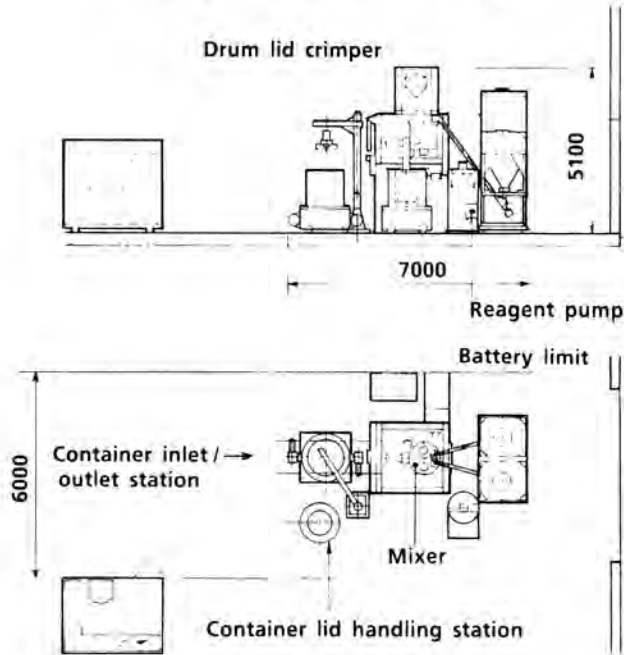 Drum lid crimper
5100
7000
Reagent pump
Battery limit
6000
Container inlet/
outlet station
Mixer
Container lid handling station